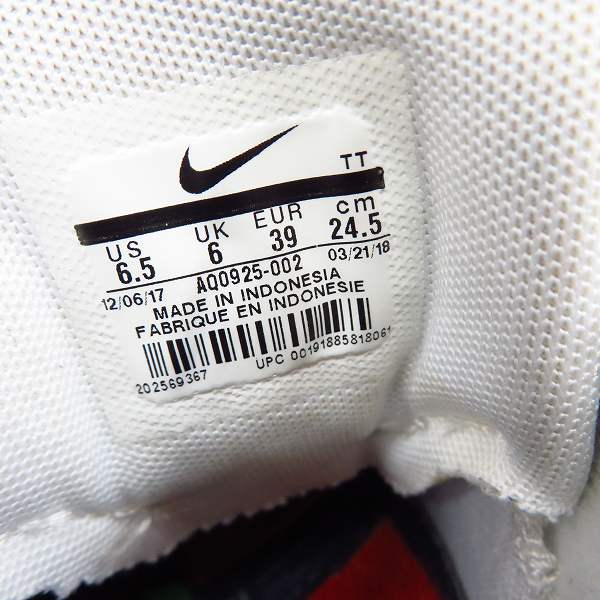 TT
US UK EUR cm
6.5 6 39 24.5
12/06/17 AQ0925-002 03/21/18
MADE IN INDONESIA
FABRIQUE EN INDONESIE
202569367 UPC 00191885818061